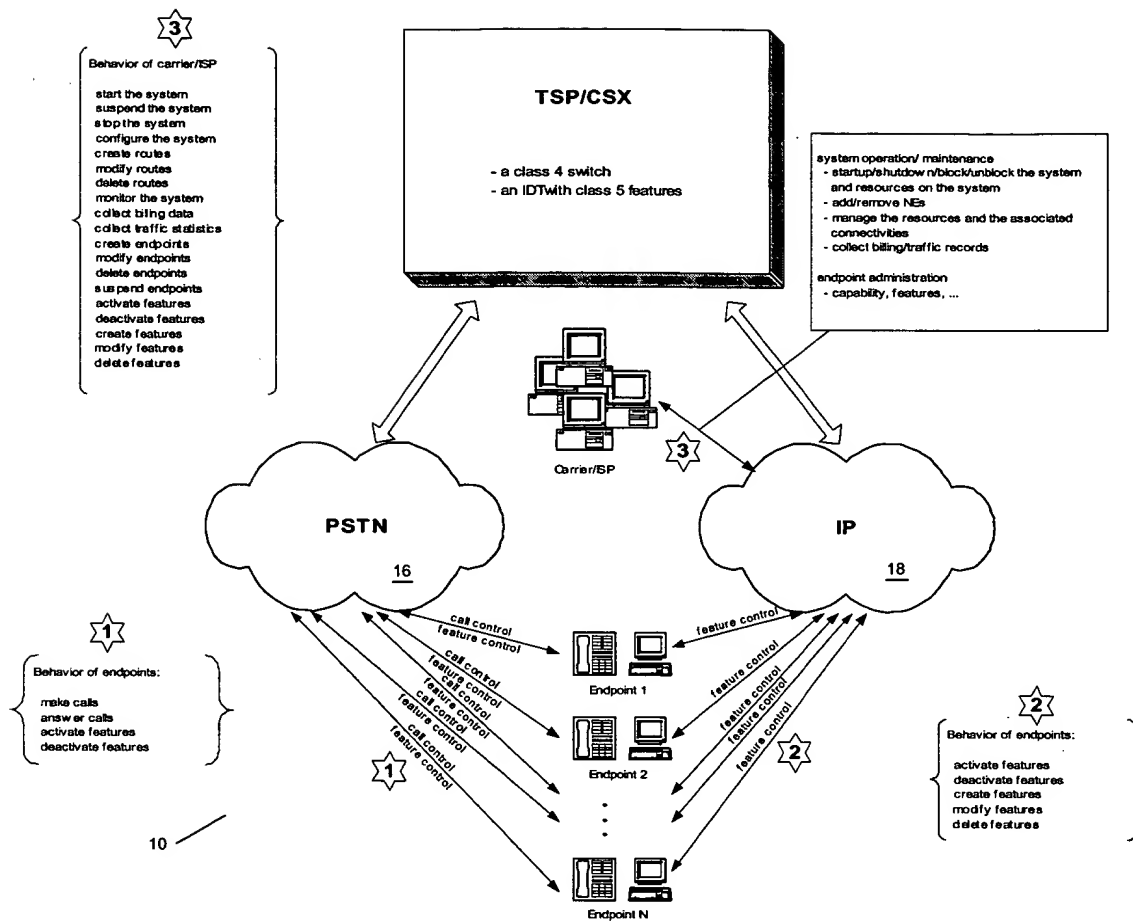 3
Behavior of carrier/ISP
start the system
suspend the system
stop the system
configure the system
create routes
modify routes
delete routes
monitor the system
collect billing data
collect traffic statistics
create endpoints
modify endpoints
delete endpoints
suspend endpoints
activate features
deactivate features
create features
modify features
delete features
TSP/CSX
- a class 4 switch
- an IDTwith class 5 features
system operation/ maintenance
- startup/shutdown/block/unblock the system
and resources on the system
- add/remove NEs
- manage the resources and the associated
connectivities
- collect billing/traffic records
endpoint administration
- capability, features, ...
Carrier/ISP
3
PSTN
16
IP
18
call control
feature control
feature control
Endpoint 1
call control
feature control
call control
feature control
call control
feature control
call control
feature control
feature control
feature control
feature control
feature control
Endpoint 2
1
2
Endpoint N
1
Behavior of endpoints:
make calls
answer calls
activate features
deactivate features
2
Behavior of endpoints:
activate features
deactivate features
create features
modify features
delete features
10